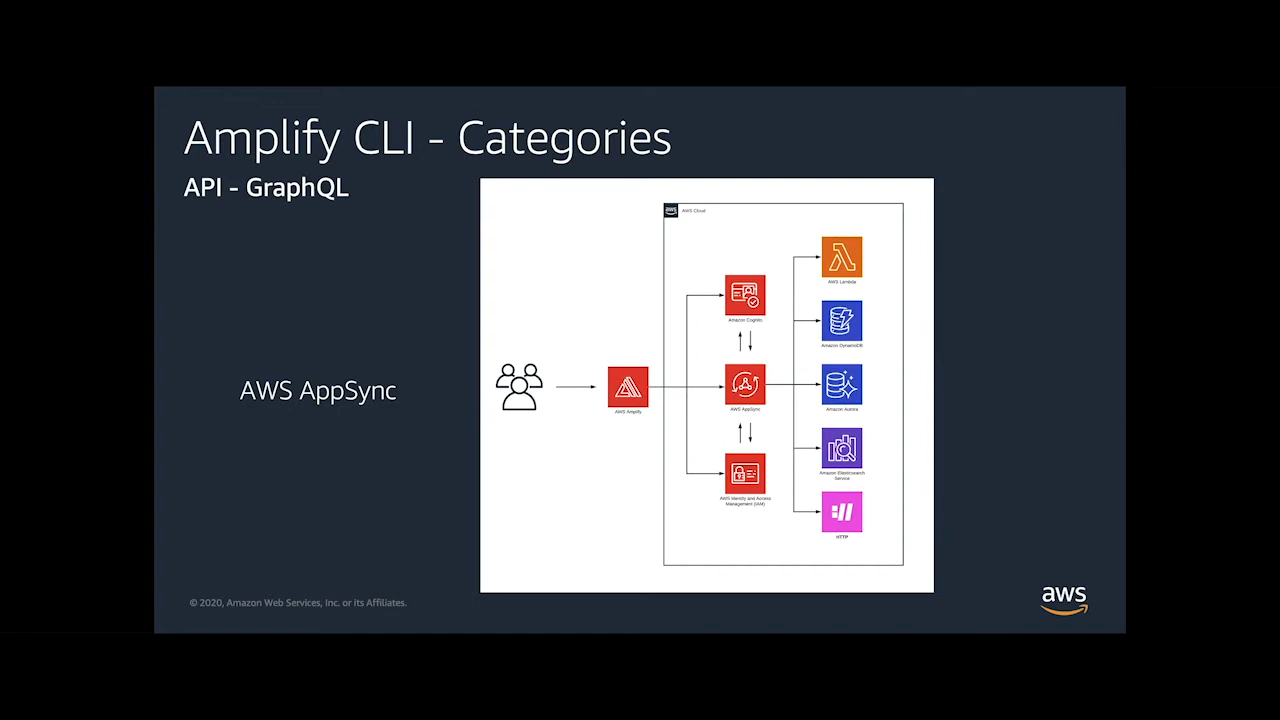 Amplify CLI - Categories
API - GraphQL
AWS AppSync
aws
AWS Cloud
AWS Lambda
Amazon Cognito
Amazon DynamoDB
AWS Amplify
AWS AppSync
Amazon Aurora
Amazon Elasticsearch
Service
AWS Identity and Access
Management (IAM)
HTTP
© 2020, Amazon Web Services, Inc. or its Affiliates.
aws